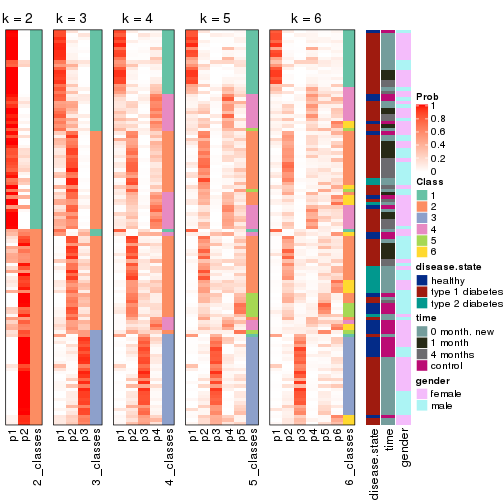 k = 2 k = 3 k = 4 k = 5 k = 6
Prob
1
0.8
0.6
0.4
0.2
0
Class
1
2
3
4
5
6
disease.state
healthy
type 1 diabetes
type 2 diabetes
time
0 month. new
1 month
4 months
control
gender
female
male
p1 p2 2_classes p1 p2 p3 3_classes p1 p2 p3 p4 4_classes p1 p2 p3 p4 p5 5_classes p1 p2 p3 p4 p5 p6 6_classes disease.state time gender